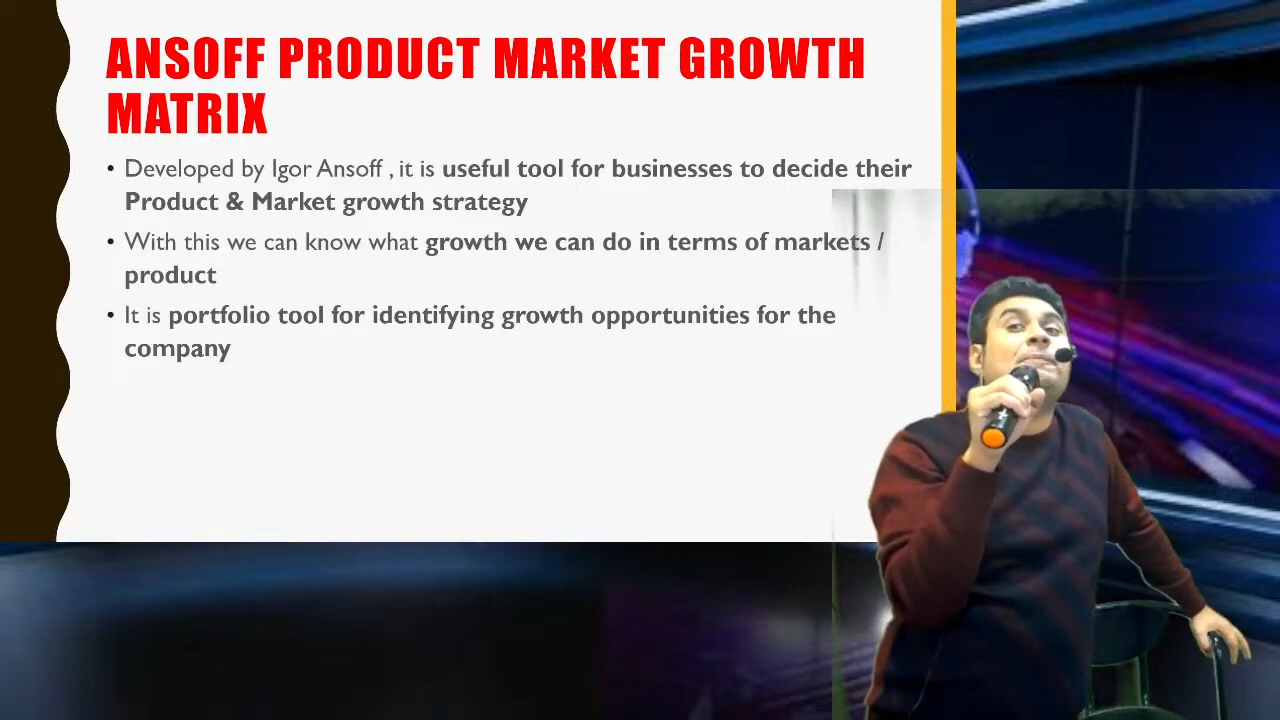 ANSOFF PRODUCT MARKET GROWTH
MATRIX
• Developed by Igor Ansoff , it is useful tool for businesses to decide their
Product & Market growth strategy
• With this we can know what growth we can do in terms of markets /
product
• It is portfolio tool for identifying growth opportunities for the
company